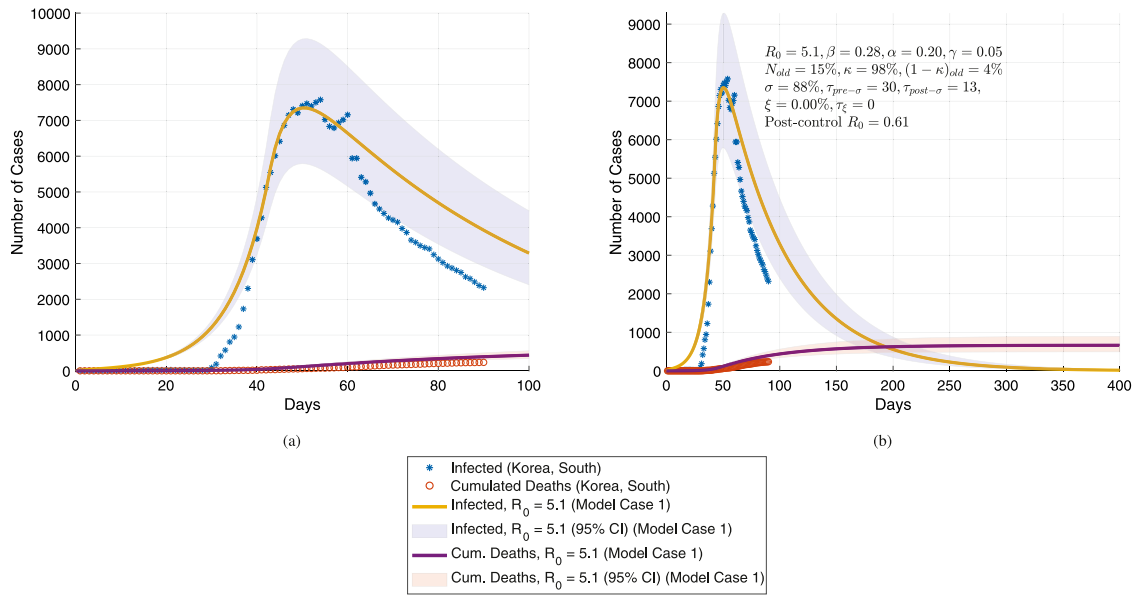 10000
9000
8000
7000
6000
5000
4000
3000
2000
1000
0
Number of Cases
0 20 40 60 80 100
Days
(a)
9000
8000
7000
6000
5000
4000
3000
2000
1000
0
Number of Cases
R0 = 5.1, β = 0.28, α = 0.20, γ = 0.05
Nold = 15%, κ = 98%, (1 − κ)old = 4%
σ = 88%, τpre−σ = 30, τpost−σ = 13,
ξ = 0.00%, τξ = 0
Post-control R0 = 0.61
0 50 100 150 200 250 300 350 400
Days
(b)
Infected (Korea, South)
Cumulated Deaths (Korea, South)
Infected, R0 = 5.1 (Model Case 1)
Infected, R0 = 5.1 (95% CI) (Model Case 1)
Cum. Deaths, R0 = 5.1 (Model Case 1)
Cum. Deaths, R0 = 5.1 (95% CI) (Model Case 1)